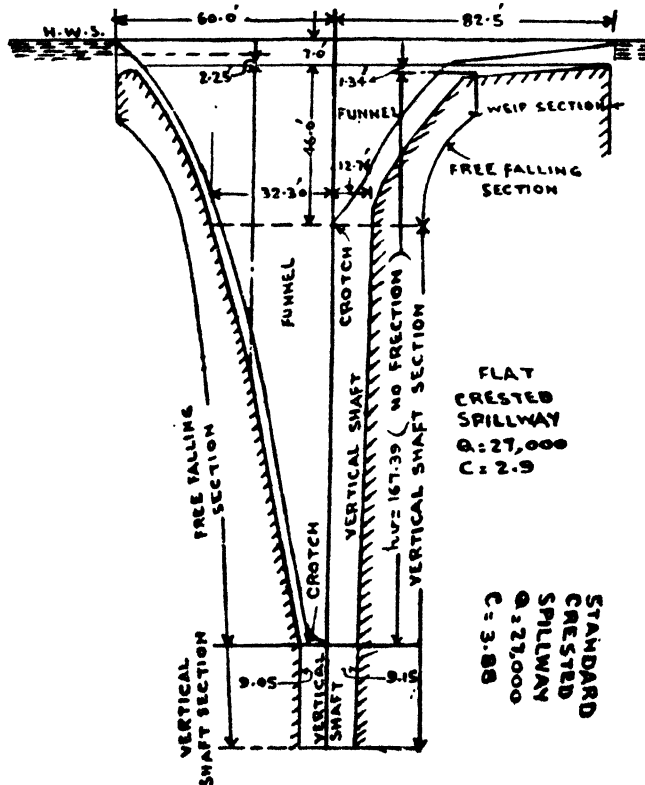 60.0'
82.5'
H.W.S.
7.0'
2.25'
1.34'
FUNNEL
WEIP SECTION
46.0'
12.7'
FREE FALLING
SECTION
32.30'
FUNNEL
CROTCH
VERTICAL SHAFT
hv=167.39 ( NO FRECTION )
VERTICAL SHAFT SECTION
FLAT
CRESTED
SPILLWAY
Q=27,000
C=2.9
FREE FALLING
SECTION
CROTCH
STANDARD
CRESTED
SPILLWAY
Q=27,000
C=3.88
VERTICAL
SHAFT SECTION
9.05
VERTICAL
SHAFT
9.15